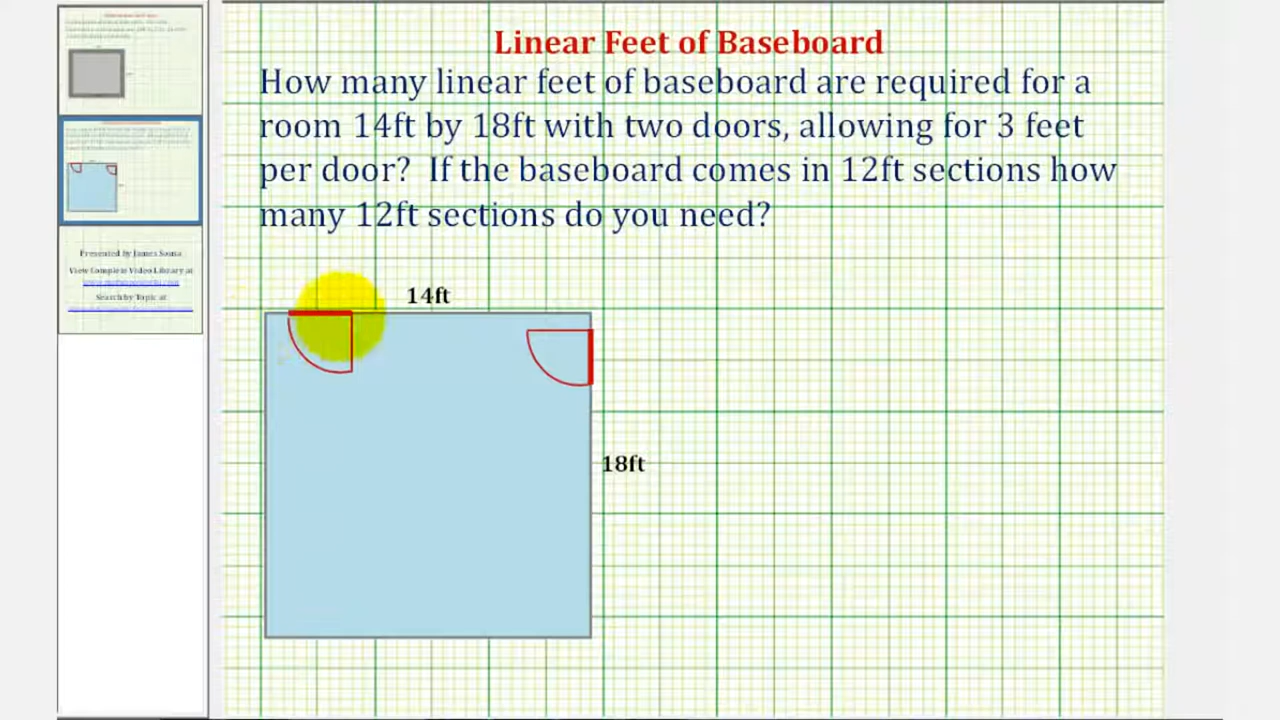 Linear Feet of Baseboard
How many linear feet of baseboard are required for a
room 14ft by 18ft with two doors, allowing for 3 feet
per door?  If the baseboard comes in 12ft sections how
many 12ft sections do you need?
14ft
18ft
Presented by James Sousa
View Complete Video Library at
Search by Topic at